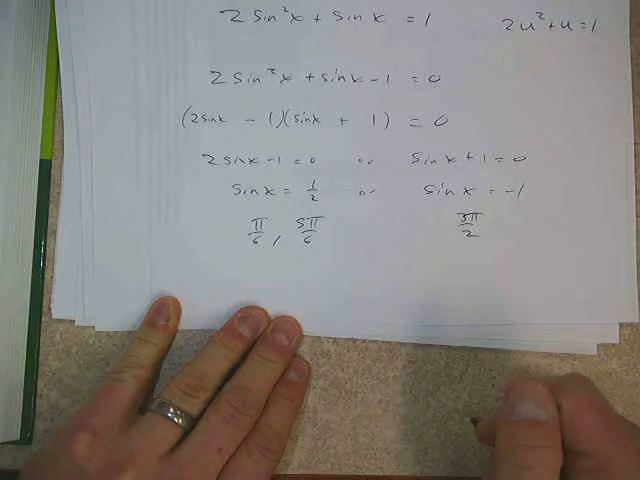 2 sin²x + sin x = 1
2u² + u = 1
2 sin²x + sin x - 1 = 0
(2 sin x - 1)(sin x + 1) = 0
2 sin x - 1 = 0 or sin x + 1 = 0
sin x = 1/2 or sin x = -1
π/6, 5π/6 3π/2